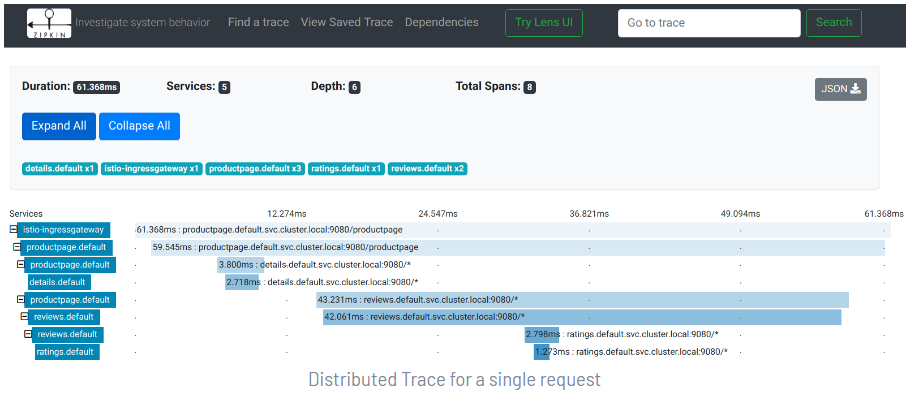 ZIPKIN Investigate system behavior Find a trace View Saved Trace Dependencies Try Lens UI Go to trace Search
Duration: 61.368ms Services: 5 Depth: 6 Total Spans: 8 JSON
Expand All Collapse All
details.default x1 istio-ingressgateway x1 productpage.default x3 ratings.default x1 reviews.default x2
Services 12.274ms 24.547ms 36.821ms 49.094ms 61.368ms
istio-ingressgateway 61.368ms : productpage.default.svc.cluster.local:9080/productpage
productpage.default 59.545ms : productpage.default.svc.cluster.local:9080/productpage
productpage.default 3.800ms : details.default.svc.cluster.local:9080/*
details.default 2.718ms : details.default.svc.cluster.local:9080/*
productpage.default 43.231ms : reviews.default.svc.cluster.local:9080/*
reviews.default 42.061ms : reviews.default.svc.cluster.local:9080/*
reviews.default 2.798ms : ratings.default.svc.cluster.local:9080/*
ratings.default 1.273ms : ratings.default.svc.cluster.local:9080/*
Distributed Trace for a single request